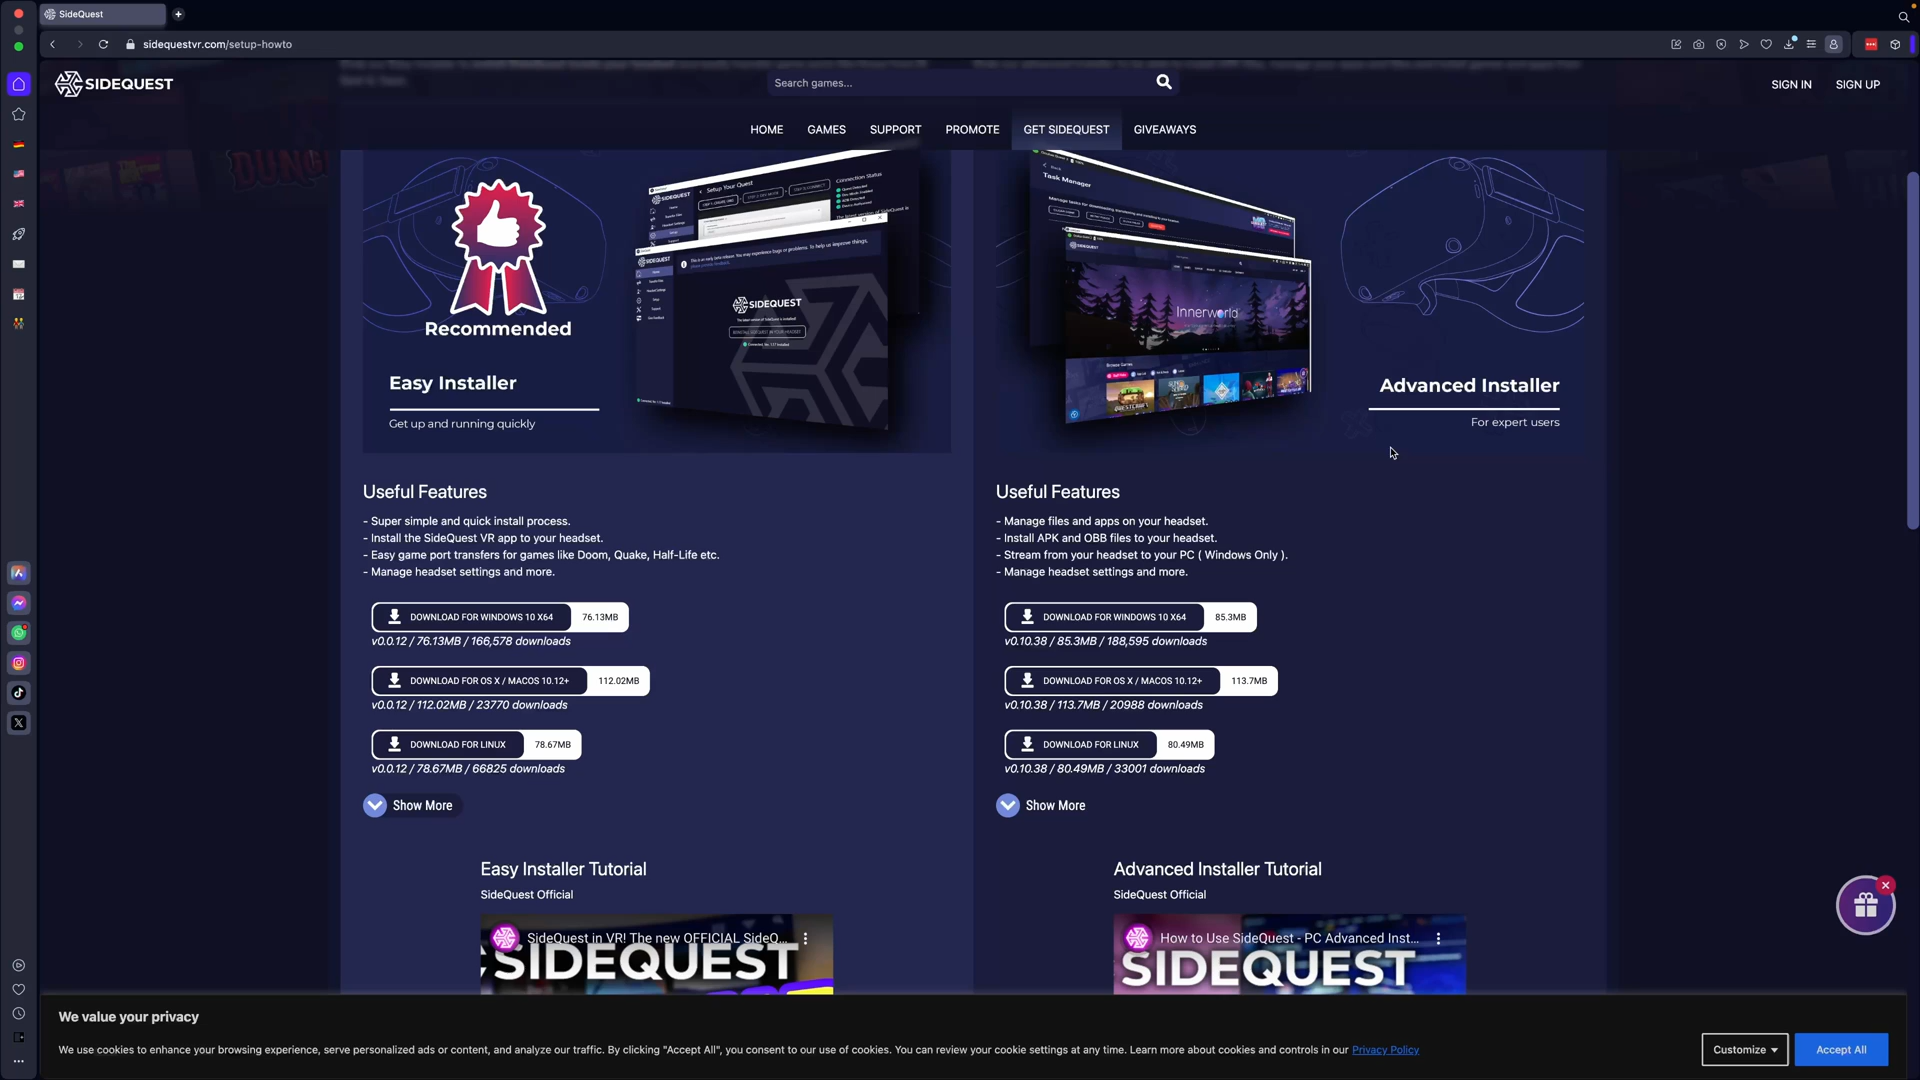 SideQuest
sidequestvr.com/setup-howto
SIDEQUEST
Search games...
SIGN IN
SIGN UP
HOME
GAMES
SUPPORT
PROMOTE
GET SIDEQUEST
GIVEAWAYS
Setup Your Quest
Connection Status
Task Manager
SIDEQUEST
Innerworld
Recommended
Easy Installer
Get up and running quickly
Advanced Installer
For expert users
Useful Features
- Super simple and quick install process.
- Install the SideQuest VR app to your headset.
- Easy game port transfers for games like Doom, Quake, Half-Life etc.
- Manage headset settings and more.
DOWNLOAD FOR WINDOWS 10 X64 76.13MB
v0.0.12 / 76.13MB / 166,578 downloads
DOWNLOAD FOR OS X / MACOS 10.12+ 112.02MB
v0.0.12 / 112.02MB / 23770 downloads
DOWNLOAD FOR LINUX 78.67MB
v0.0.12 / 78.67MB / 66825 downloads
Show More
Easy Installer Tutorial
SideQuest Official
SideQuest in VR! The new OFFICIAL SideQ...
SIDEQUEST
Useful Features
- Manage files and apps on your headset.
- Install APK and OBB files to your headset.
- Stream from your headset to your PC ( Windows Only ).
- Manage headset settings and more.
DOWNLOAD FOR WINDOWS 10 X64 85.3MB
v0.10.38 / 85.3MB / 188,595 downloads
DOWNLOAD FOR OS X / MACOS 10.12+ 113.7MB
v0.10.38 / 113.7MB / 20988 downloads
DOWNLOAD FOR LINUX 80.49MB
v0.10.38 / 80.49MB / 33001 downloads
Show More
Advanced Installer Tutorial
SideQuest Official
How to Use SideQuest - PC Advanced Inst...
SIDEQUEST
We value your privacy
We use cookies to enhance your browsing experience, serve personalized ads or content, and analyze our traffic. By clicking "Accept All", you consent to our use of cookies. You can review your cookie settings at any time. Learn more about cookies and controls in our Privacy Policy
Customize
Accept All